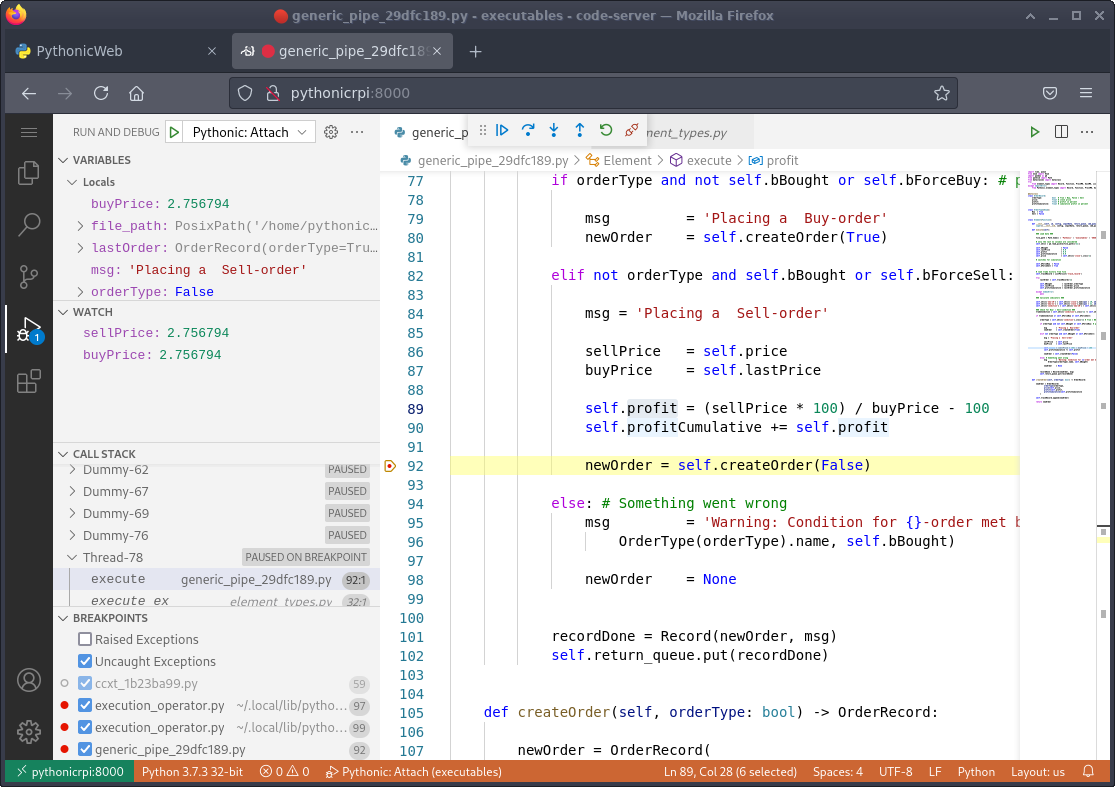 generic_pipe_29dfc189.py - executables - code-server — Mozilla Firefox
PythonicWeb
generic_pipe_29dfc18
pythonicrpi:8000
RUN AND DEBUG
Pythonic: Attach
VARIABLES
Locals
buyPrice: 2.756794
file_path: PosixPath('/home/pythonic...
lastOrder: OrderRecord(orderType=Tru...
msg: 'Placing a  Sell-order'
orderType: False
WATCH
sellPrice: 2.756794
buyPrice: 2.756794
CALL STACK
Dummy-62 PAUSED
Dummy-67 PAUSED
Dummy-69 PAUSED
Dummy-76 PAUSED
Thread-78 PAUSED ON BREAKPOINT
execute generic_pipe_29dfc189.py 92:1
execute_ex element_types.py 32:1
BREAKPOINTS
Raised Exceptions
Uncaught Exceptions
ccxt_1b23ba99.py 59
execution_operator.py ~/.local/lib/pytho... 97
execution_operator.py ~/.local/lib/pytho... 99
generic_pipe_29dfc189.py 92
1
generic_p
ement_types.py
generic_pipe_29dfc189.py > Element > execute > profit
77 if orderType and not self.bBought or self.bForceBuy: # p
78
79 msg = 'Placing a  Buy-order'
80 newOrder = self.createOrder(True)
81
82 elif not orderType and self.bBought or self.bForceSell:
83
84 msg = 'Placing a  Sell-order'
85
86 sellPrice = self.price
87 buyPrice = self.lastPrice
88
89 self.profit = (sellPrice * 100) / buyPrice - 100
90 self.profitCumulative += self.profit
91
92 newOrder = self.createOrder(False)
93
94 else: # Something went wrong
95 msg = 'Warning: Condition for {}-order met b
96 OrderType(orderType).name, self.bBought)
97
98 newOrder = None
99
100
101 recordDone = Record(newOrder, msg)
102 self.return_queue.put(recordDone)
103
104
105 def createOrder(self, orderType: bool) -> OrderRecord:
106
107 newOrder = OrderRecord(
pythonicrpi:8000
Python 3.7.3 32-bit
0 0
Pythonic: Attach (executables)
Ln 89, Col 28 (6 selected)
Spaces: 4
UTF-8
LF
Python
Layout: us